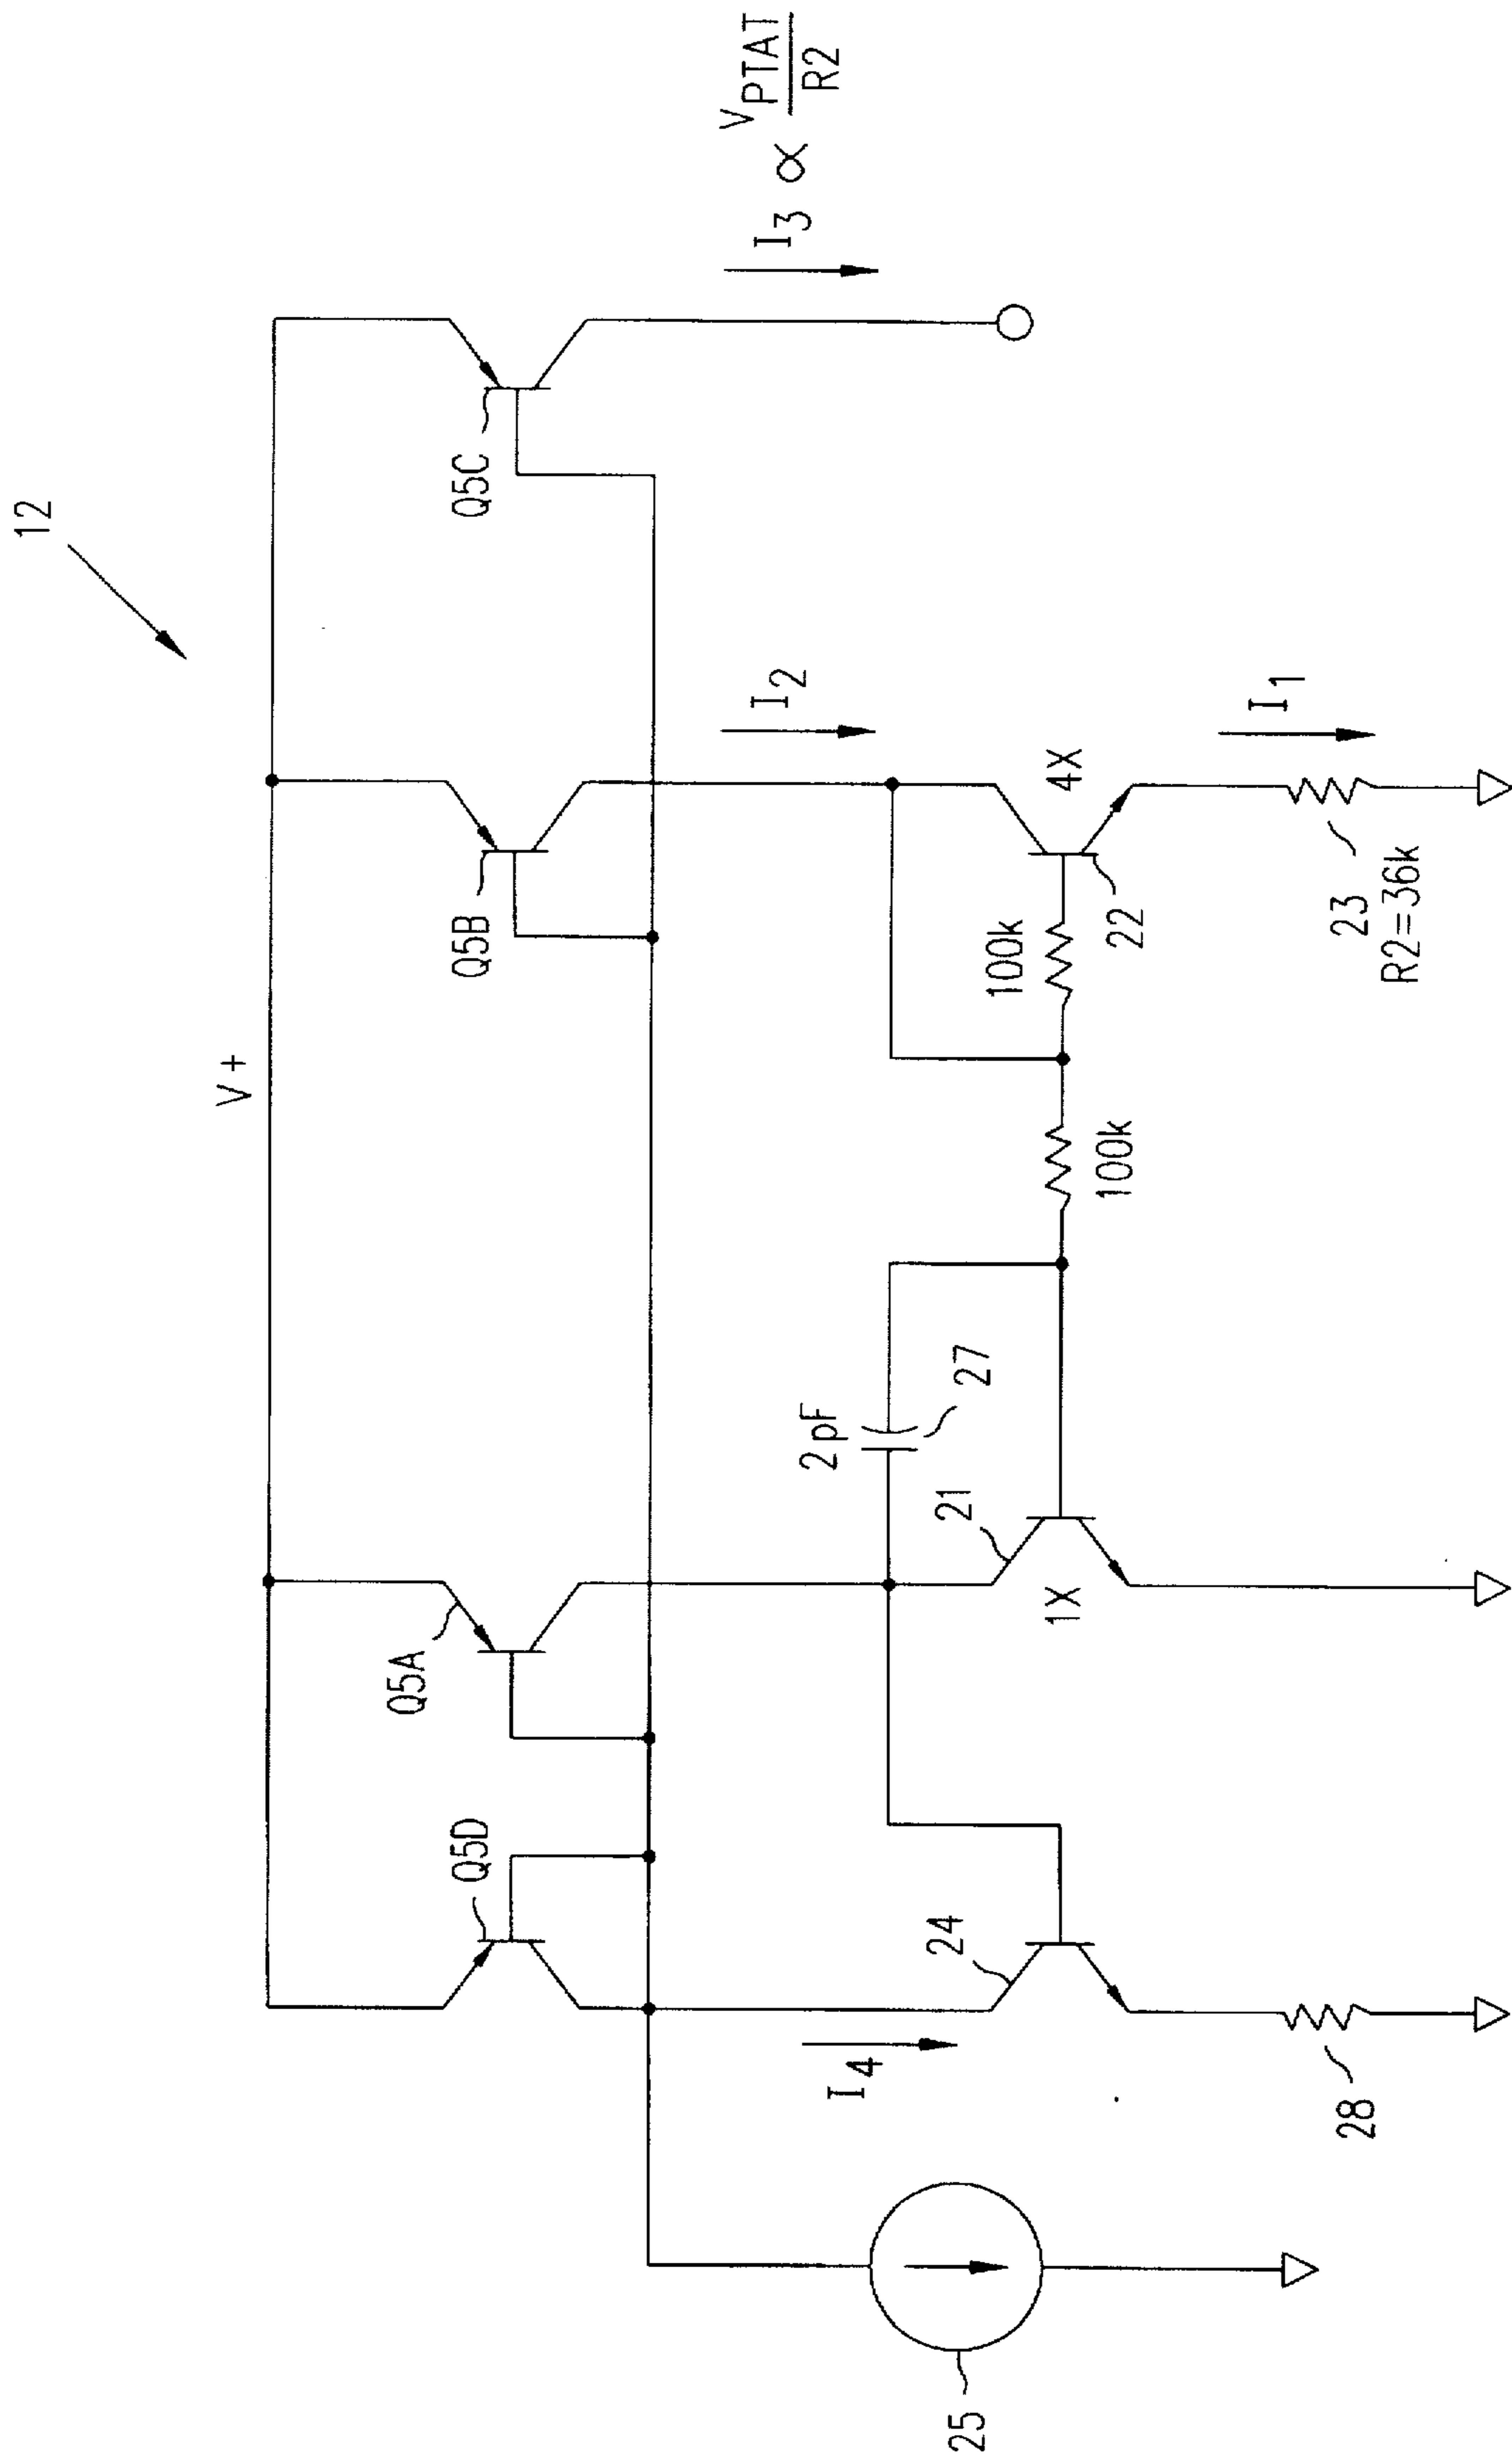 12
V+
Q5D
Q5A
Q5B
Q5C
I3 ∝ VPTAT
R2
I4
I2
2pF
27
24
21
1X
100k
100k
4X
22
I1
25
28
23
R2=36k